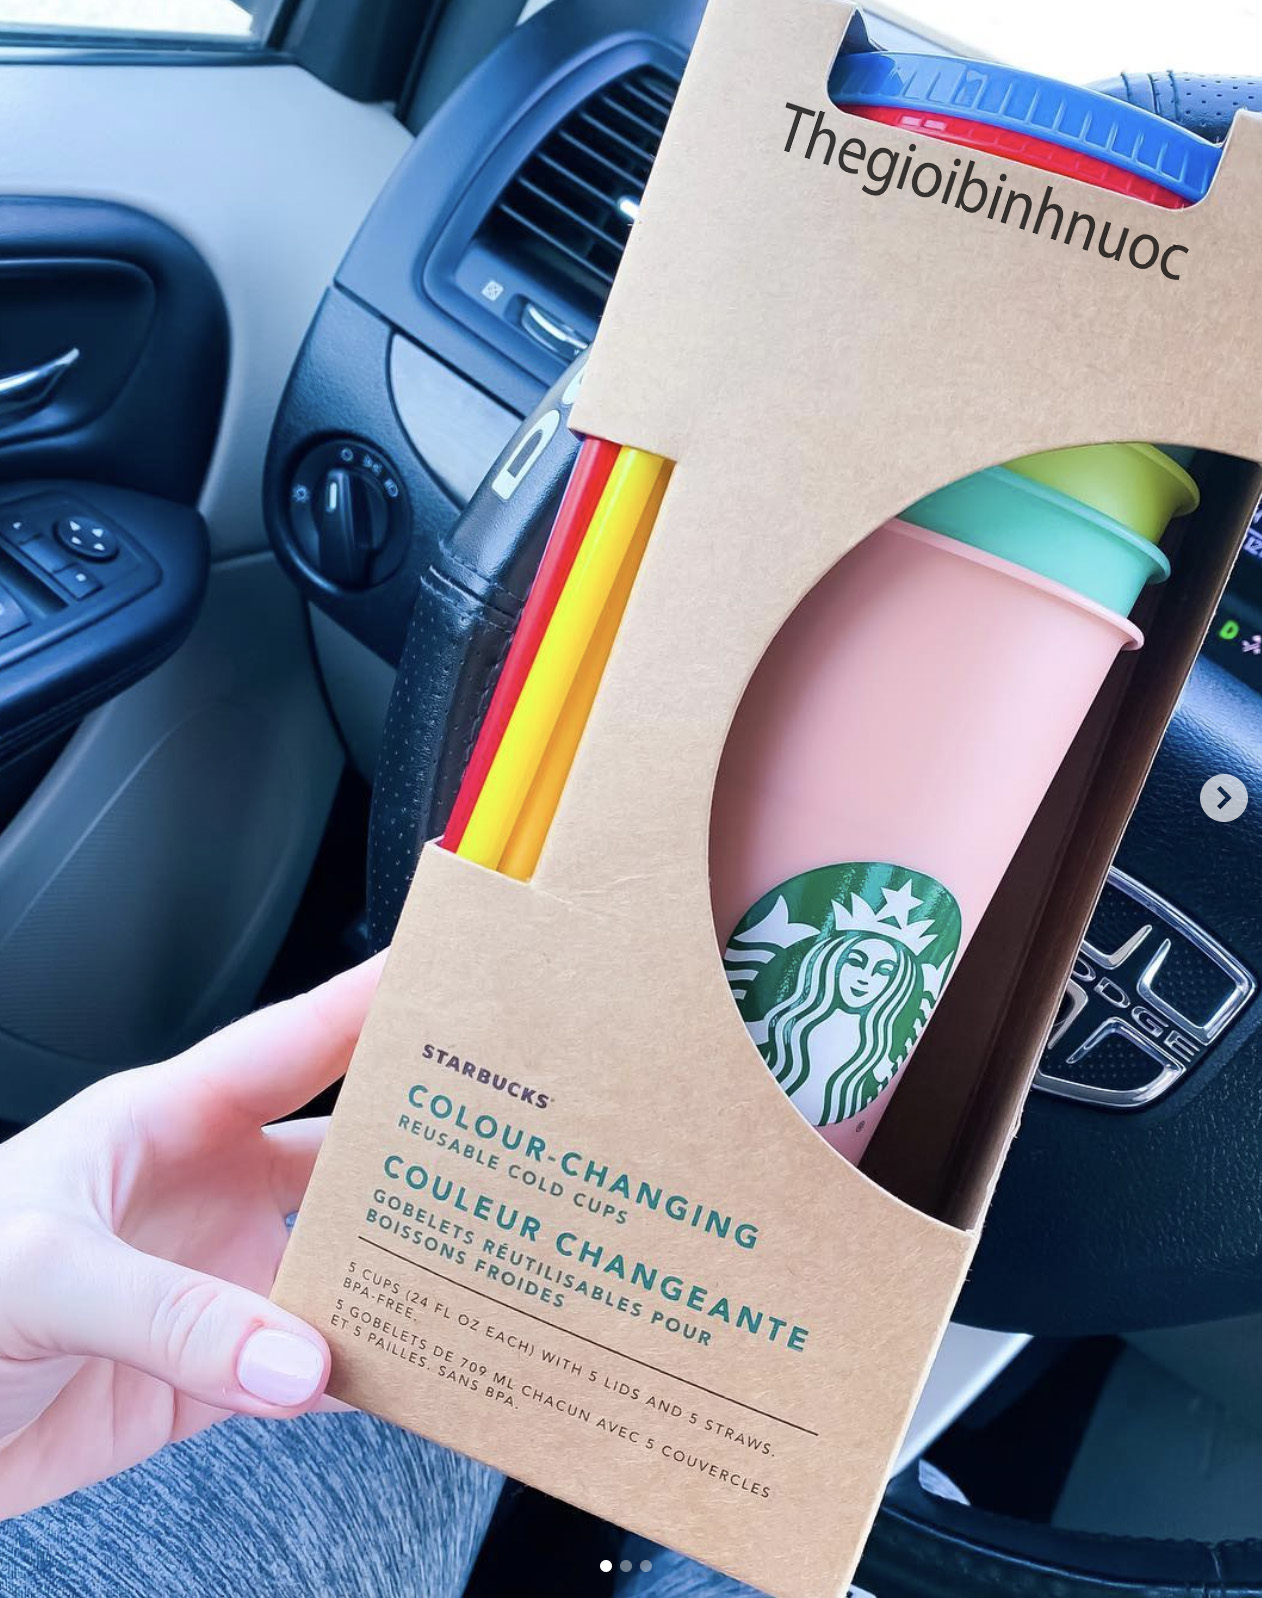 Thegioibinhnuoc
D
DODGE
STARBUCKS
COLOUR-CHANGING
REUSABLE COLD CUPS
COULEUR CHANGEANTE
GOBELETS RÉUTILISABLES POUR
BOISSONS FROIDES
5 CUPS (24 FL OZ EACH) WITH 5 LIDS AND 5 STRAWS.
BPA-FREE.
5 GOBELETS DE 709 ML CHACUN AVEC 5 COUVERCLES
ET 5 PAILLES. SANS BPA.